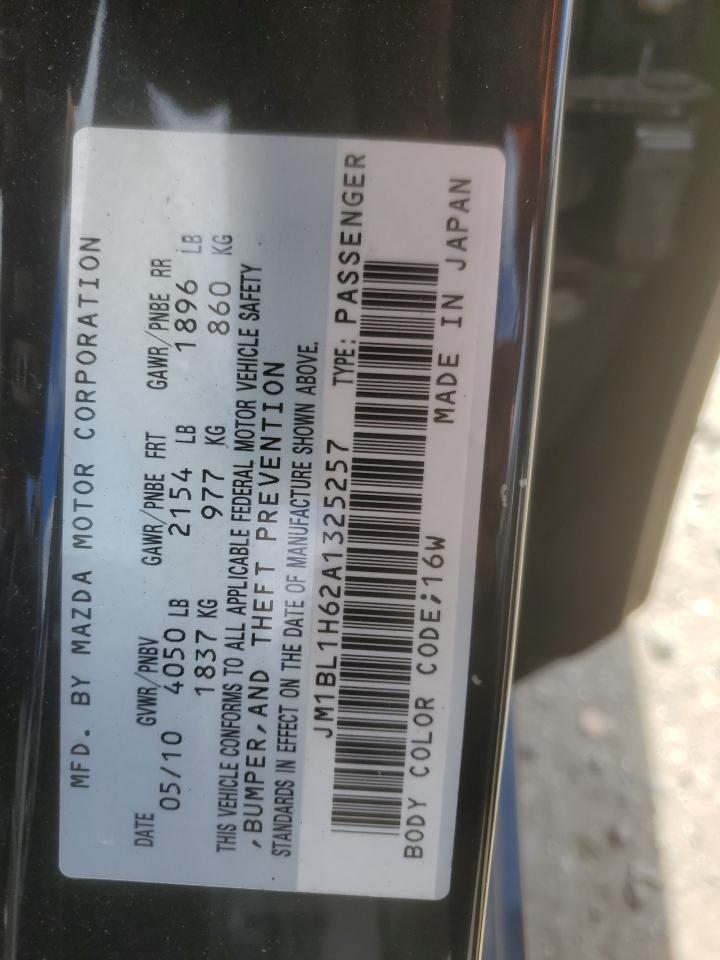 MFD. BY MAZDA MOTOR CORPORATION
DATE GVWR/PNBV GAWR/PNBE FRT GAWR/PNBE RR
05/10 4050 LB 2154 LB 1896 LB
1837 KG 977 KG 860 KG
THIS VEHICLE CONFORMS TO ALL APPLICABLE FEDERAL MOTOR VEHICLE SAFETY
,BUMPER,AND THEFT PREVENTION
STANDARDS IN EFFECT ON THE DATE OF MANUFACTURE SHOWN ABOVE.
JM1BL1H62A1325257 TYPE: PASSENGER
BODY COLOR CODE;16W MADE IN JAPAN